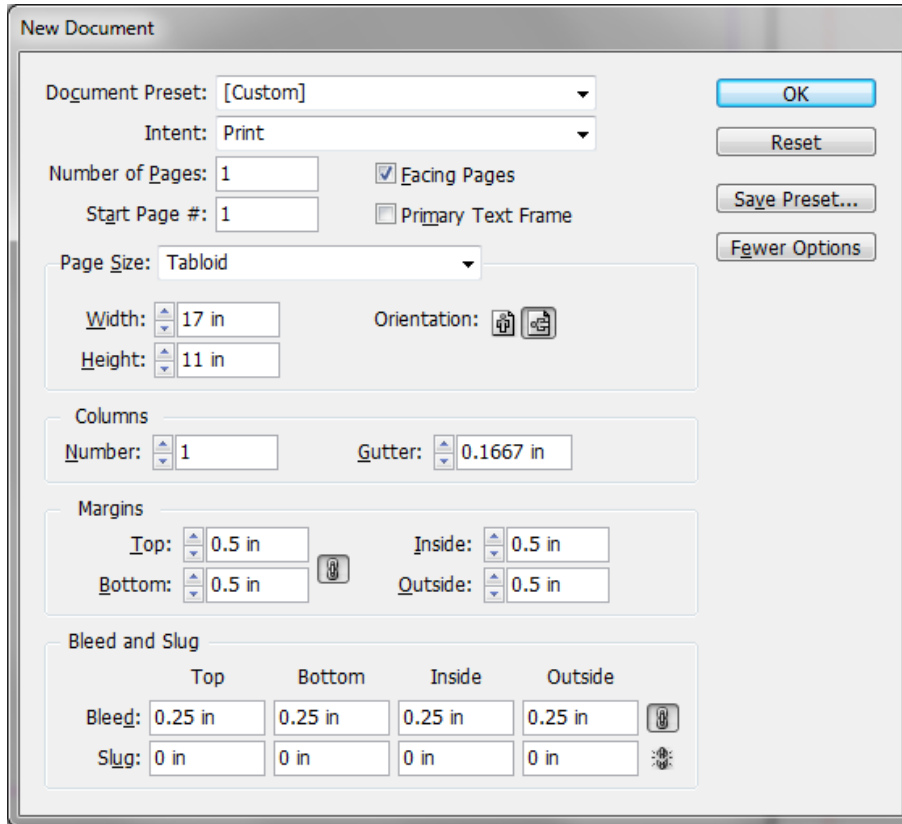 New Document
Document Preset: [Custom]
OK
Intent: Print
Reset
Number of Pages: 1
Facing Pages
Start Page #: 1
Primary Text Frame
Save Preset...
Fewer Options
Page Size: Tabloid
Width: 17 in
Orientation:
Height: 11 in
Columns
Number: 1
Gutter: 0.1667 in
Margins
Top: 0.5 in
Inside: 0.5 in
Bottom: 0.5 in
Outside: 0.5 in
Bleed and Slug
Top Bottom Inside Outside
Bleed: 0.25 in 0.25 in 0.25 in 0.25 in
Slug: 0 in 0 in 0 in 0 in